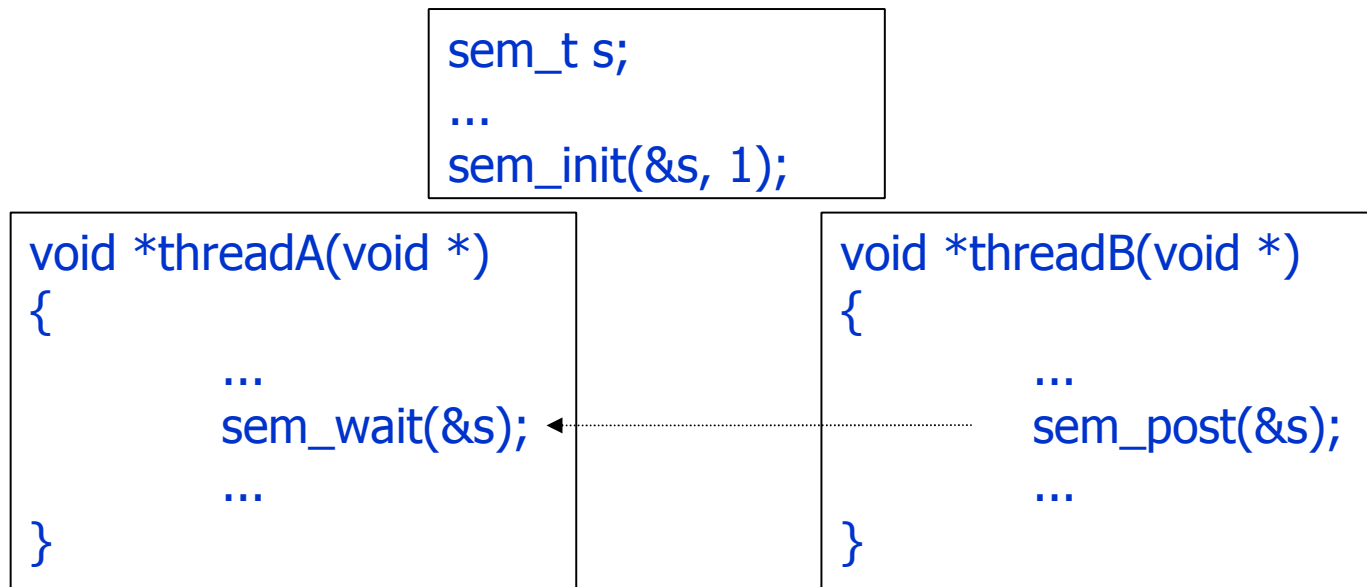 sem_t s;
...
sem_init(&s, 1);
void *threadA(void *)
{
...
sem_wait(&s);
...
}
void *threadB(void *)
{
...
sem_post(&s);
...
}